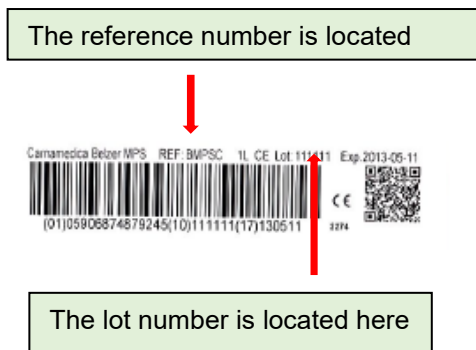 The reference number is located
Carnamedica Belzer MPS REF: BMPSC 1L CE Lot: 111111 Exp.2013-05-11
(01)05906874879245(10)111111(17)130511
CE
2274
The lot number is located here